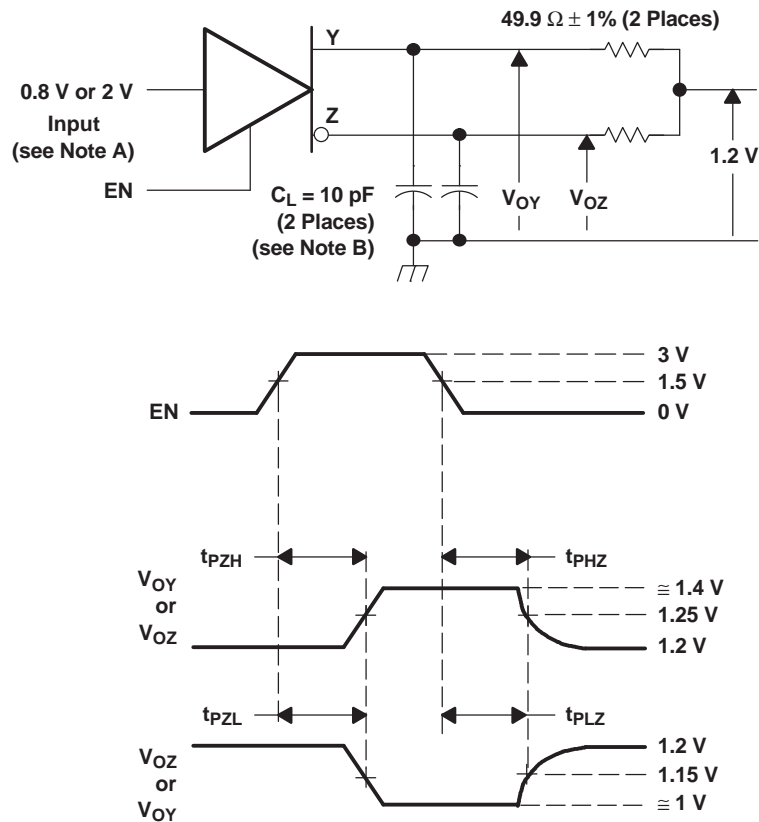 49.9 Ω ± 1% (2 Places)
Y
0.8 V or 2 V
Input
(see Note A)
Z
EN
1.2 V
C_L = 10 pF
(2 Places)
(see Note B)
V_OY
V_OZ
3 V
1.5 V
EN
0 V
t_PZH
t_PHZ
V_OY
or
V_OZ
≅ 1.4 V
1.25 V
1.2 V
t_PZL
t_PLZ
V_OZ
or
V_OY
1.2 V
1.15 V
≅ 1 V